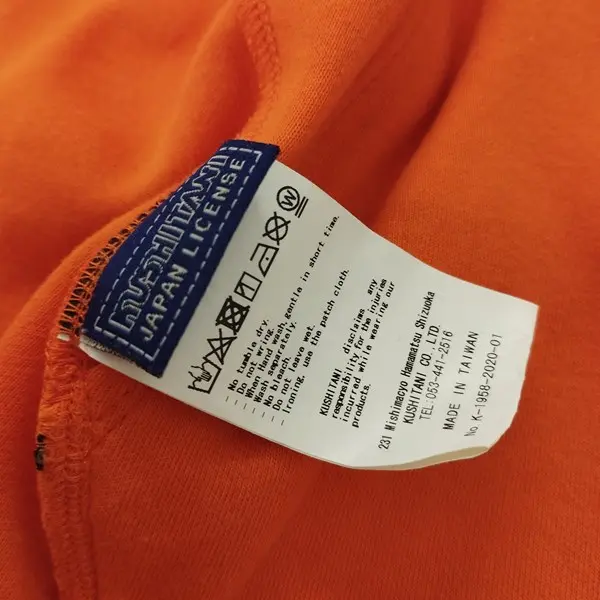 KUSHITANI
JAPAN LICENSE
W
- No tumble dry.
- Do not wring.
- When Hand wash, gentle in short time.
- Wash separately.
- No bleach.
- Do not leave wet.
- Ironing, use the patch cloth.
KUSHITANI disclaims any
responsibility for the injuries
incurred while wearing our
products.
231 Mishimacyo Hamamatsu Shizuoka
KUSHITANI CO., LTD.
TEL:053-441-2516
MADE IN TAIWAN
No K-1958-2020-01